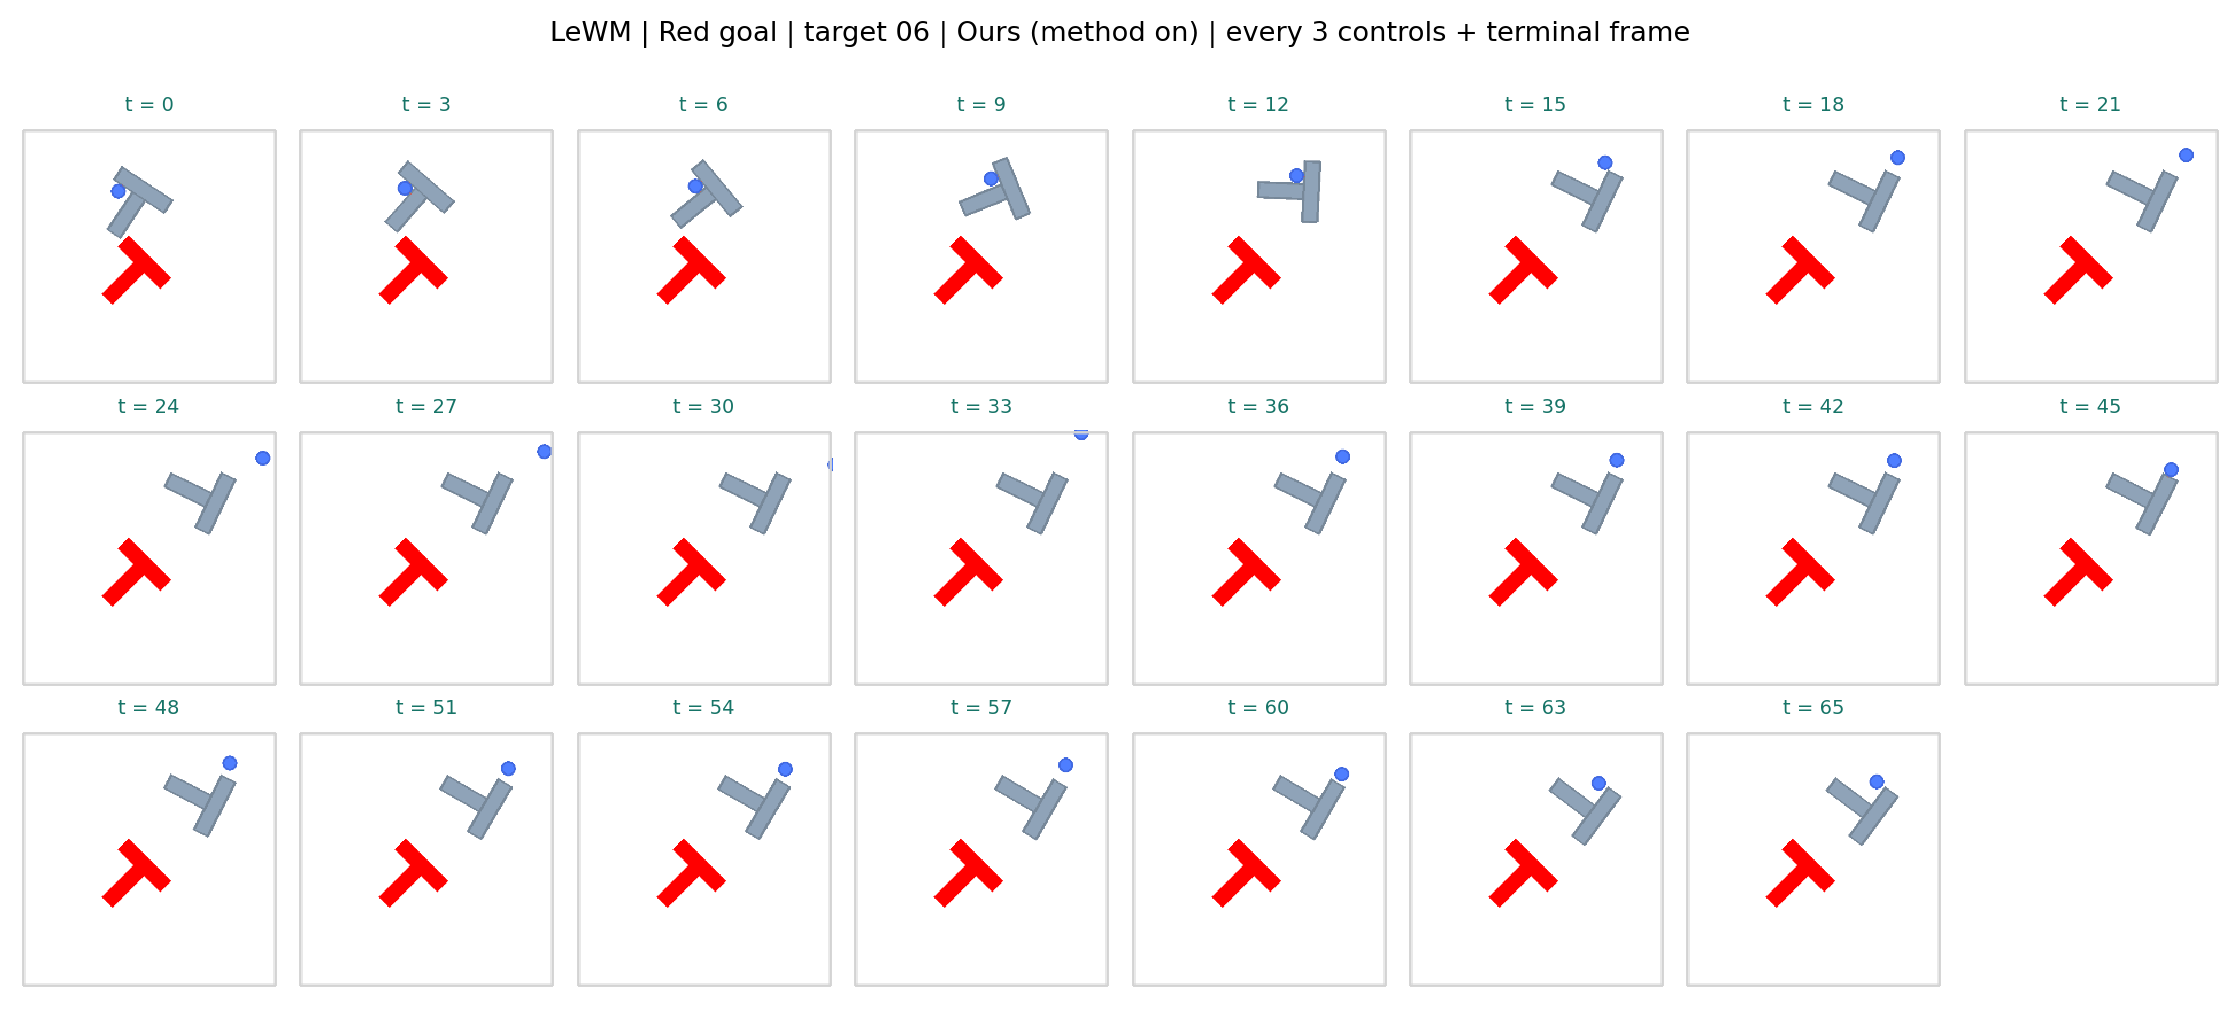 LeWM | Red goal | target 06 | Ours (method on) | every 3 controls + terminal frame
t = 0 t = 3 t = 6 t = 9 t = 12 t = 15 t = 18 t = 21
t = 24 t = 27 t = 30 t = 33 t = 36 t = 39 t = 42 t = 45
t = 48 t = 51 t = 54 t = 57 t = 60 t = 63 t = 65